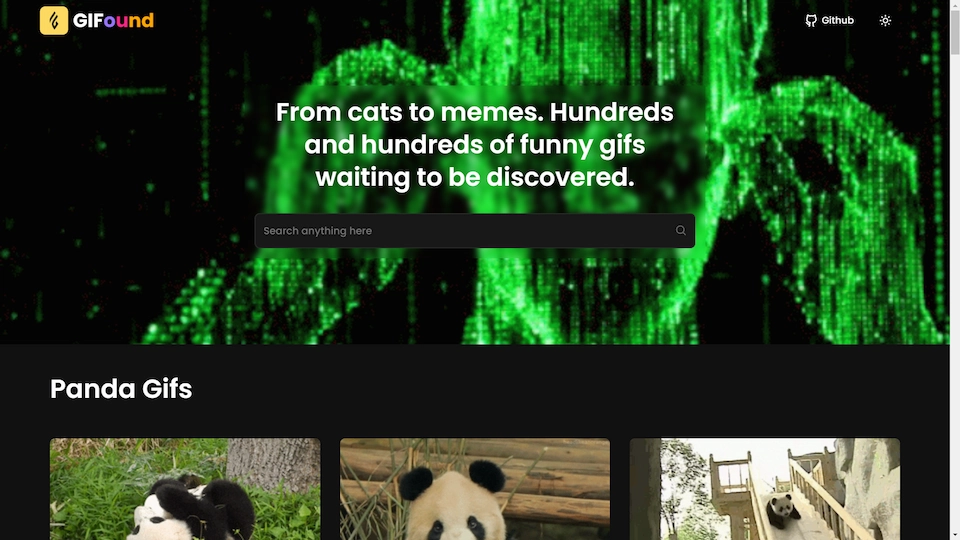 GIFound
Github
From cats to memes. Hundreds
and hundreds of funny gifs
waiting to be discovered.
Search anything here
Panda Gifs